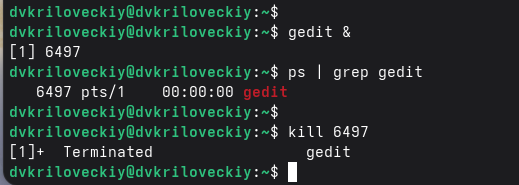 dvkriloveckiy@dvkriloveckiy:~$
dvkriloveckiy@dvkriloveckiy:~$ gedit &
[1] 6497
dvkriloveckiy@dvkriloveckiy:~$ ps | grep gedit
   6497 pts/1    00:00:00 gedit
dvkriloveckiy@dvkriloveckiy:~$
dvkriloveckiy@dvkriloveckiy:~$ kill 6497
[1]+  Terminated                 gedit
dvkriloveckiy@dvkriloveckiy:~$